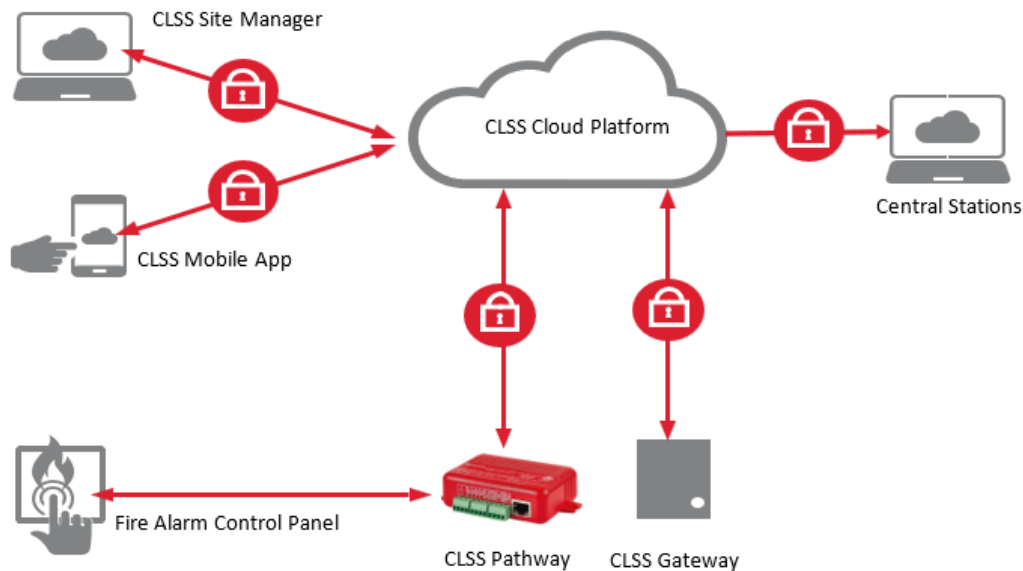 CLSS Site Manager
CLSS Cloud Platform
Central Stations
CLSS Mobile App
Fire Alarm Control Panel
CLSS Pathway
CLSS Gateway